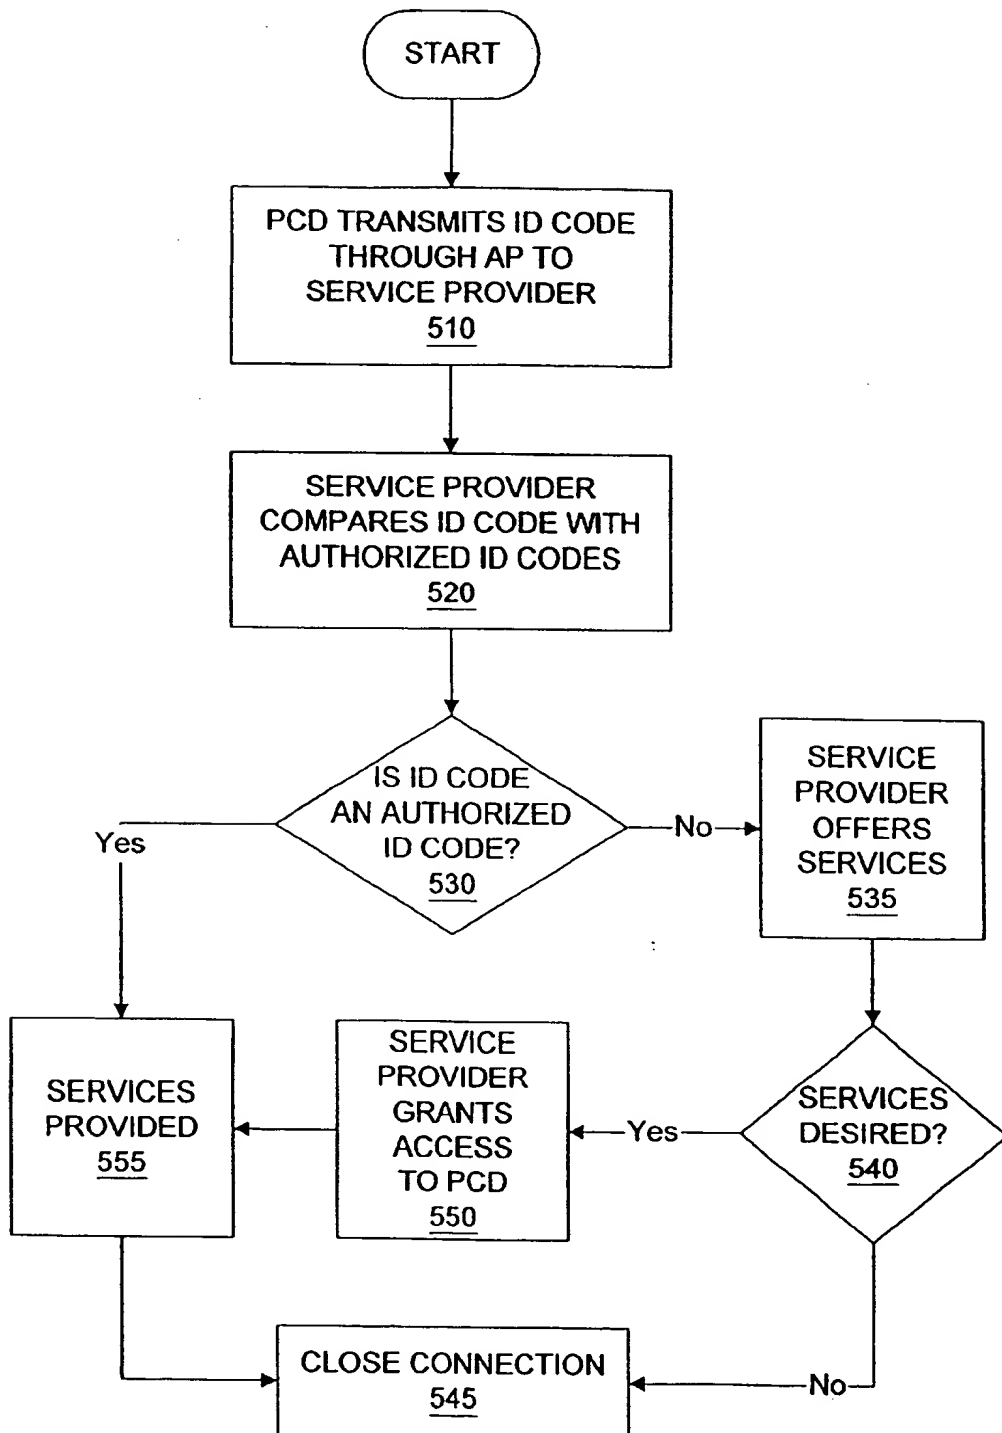 START
PCD TRANSMITS ID CODE
THROUGH AP TO
SERVICE PROVIDER
510
SERVICE PROVIDER
COMPARES ID CODE WITH
AUTHORIZED ID CODES
520
IS ID CODE
AN AUTHORIZED
ID CODE?
530
Yes
No
SERVICE
PROVIDER
OFFERS
SERVICES
535
SERVICES
DESIRED?
540
Yes
SERVICE
PROVIDER
GRANTS
ACCESS
TO PCD
550
SERVICES
PROVIDED
555
No
CLOSE CONNECTION
545